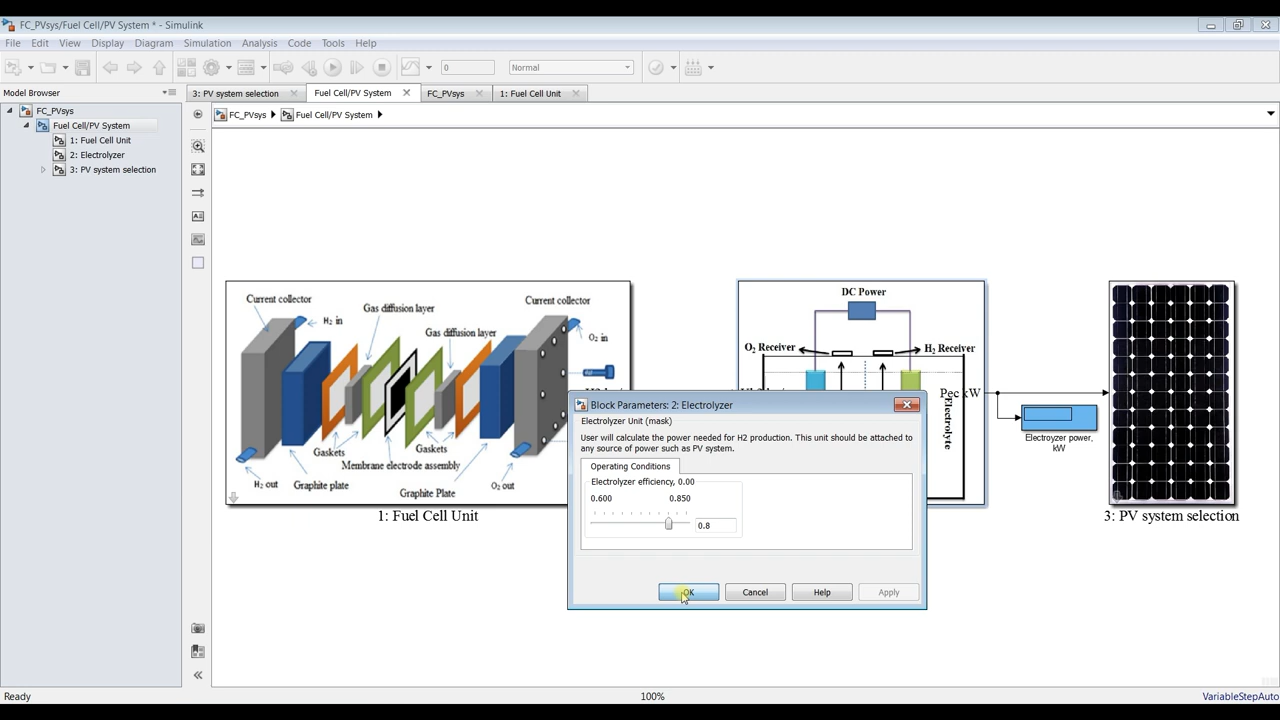 FC_PVsys/Fuel Cell/PV System * - Simulink
File Edit View Display Diagram Simulation Analysis Code Tools Help
0
Normal
Model Browser
3: PV system selection
Fuel Cell/PV System
FC_PVsys
1: Fuel Cell Unit
FC_PVsys
Fuel Cell/PV System
FC_PVsys
Fuel Cell/PV System
1: Fuel Cell Unit
2: Electrolyzer
3: PV system selection
Current collector
H2 in
Gas diffusion layer
Gas diffusion layer
Current collector
O2 in
Gaskets
Gaskets
Membrane electrode assembly
H2 out
Graphite plate
Graphite Plate
O2 out
1: Fuel Cell Unit
DC Power
O2 Receiver
H2 Receiver
Electrolyte
Pec kW
Electroyzer power,
kW
3: PV system selection
Block Parameters: 2: Electrolyzer
Electrolyzer Unit (mask)
User will calculate the power needed for H2 production. This unit should be attached to
any source of power such as PV system.
Operating Conditions
Electrolyzer efficiency, 0.00
0.600 0.850
0.8
OK Cancel Help Apply
Ready
100%
VariableStepAuto